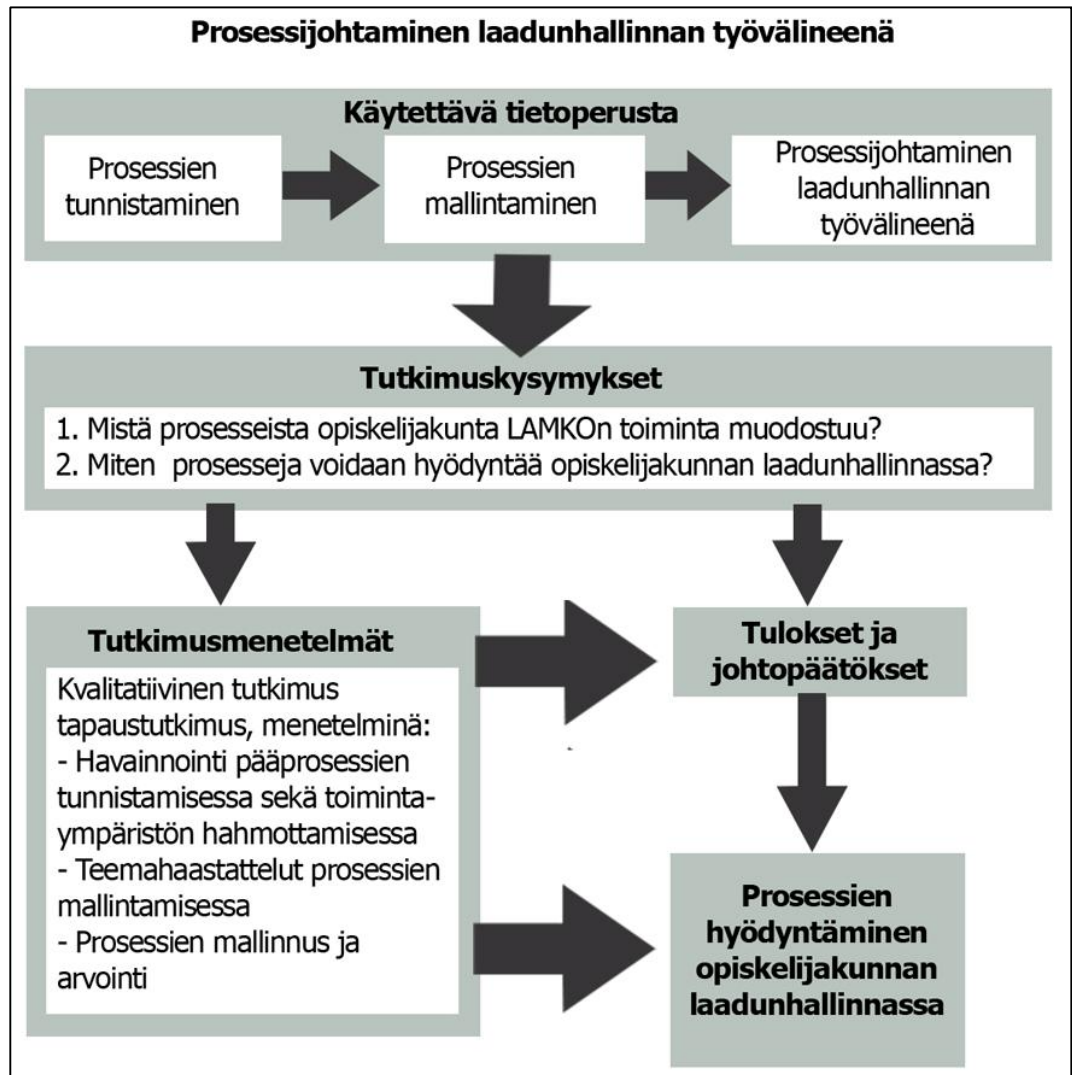 Prosessijohtaminen laadunhallinnan työvälineenä
Käytettävä tietoperusta
Prosessien
tunnistaminen
Prosessien
mallintaminen
Prosessijohtaminen
laadunhallinnan
työvälineenä
Tutkimuskysymykset
1. Mistä prosesseista opiskelijakunta LAMKOn toiminta muodostuu?
2. Miten prosesseja voidaan hyödyntää opiskelijakunnan laadunhallinnassa?
Tutkimusmenetelmät
Kvalitatiivinen tutkimus
tapaustutkimus, menetelminä:
- Havainnointi pääprosessien
tunnistamisessa sekä toiminta-
ympäristön hahmottamisessa
- Teemahaastattelut prosessien
mallintamisessa
- Prosessien mallinnus ja
arvointi
Tulokset ja
johtopäätökset
Prosessien
hyödyntäminen
opiskelijakunnan
laadunhallinnassa